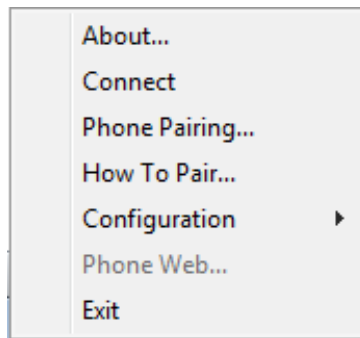 About...
Connect
Phone Pairing...
How To Pair...
Configuration
Phone Web...
Exit